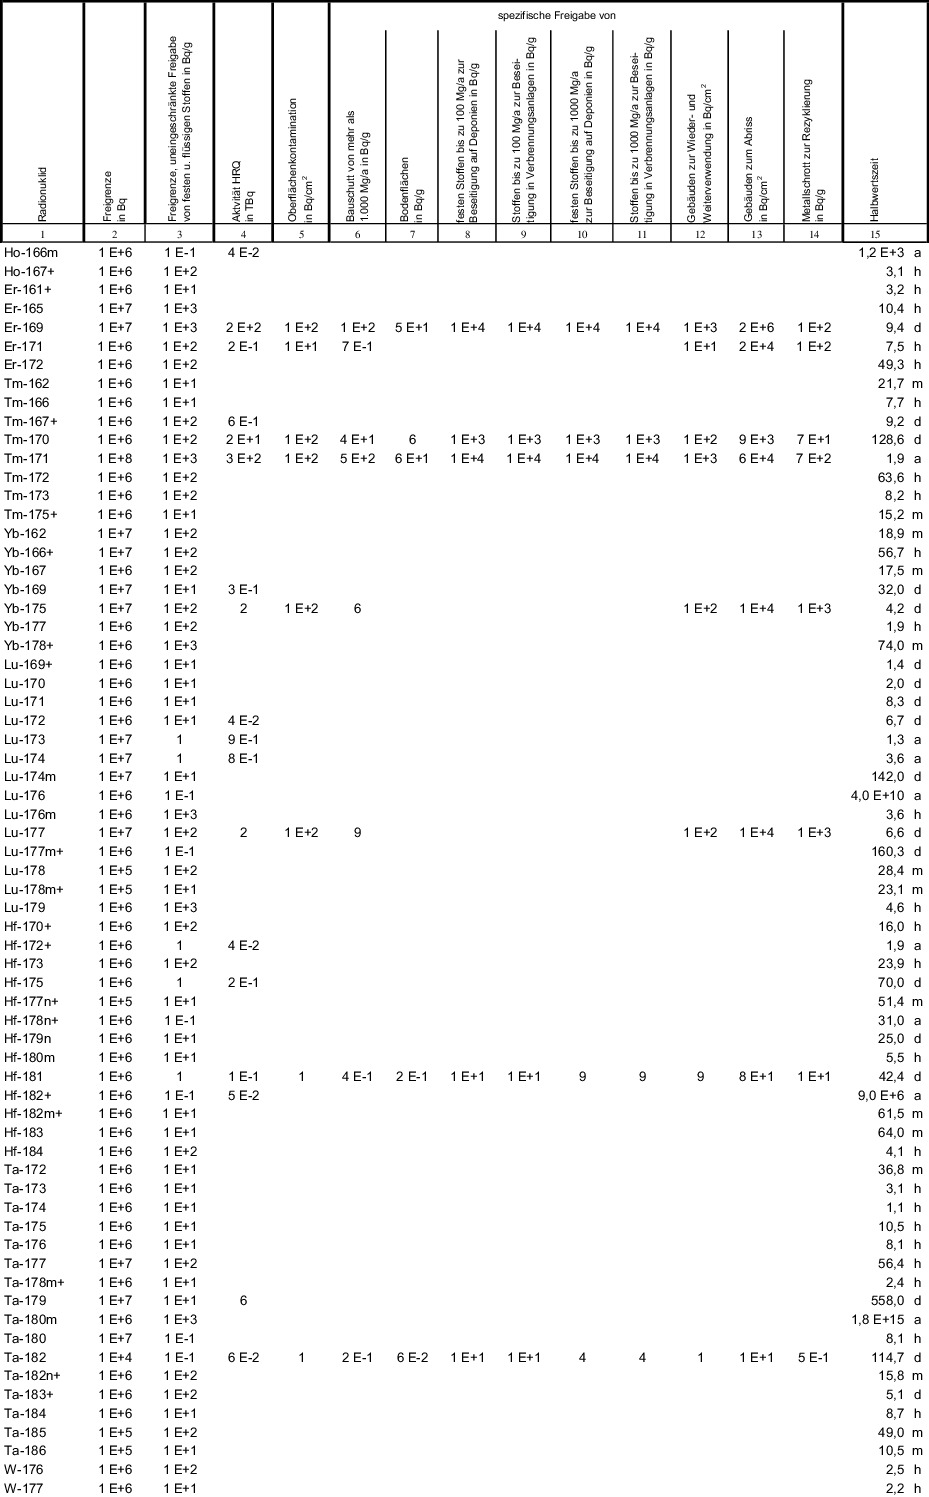 spezifische Freigabe von
Radionuklid
Freigrenze
in Bq
Freigrenze, uneingeschränkte Freigabe
von festen u. flüssigen Stoffen in Bq/g
Aktivität HRQ
in TBq
Oberflächenkontamination
in Bq/cm²
Bauschutt von mehr als
1000 Mg/a in Bq/g
Bodenflächen
in Bq/g
festen Stoffen bis zu 100 Mg/a zur
Beseitigung auf Deponien in Bq/g
Stoffen bis zu 100 Mg/a zur Besei-
tigung in Verbrennungsanlagen in Bq/g
festen Stoffen bis zu 1000 Mg/a
zur Beseitigung auf Deponien in Bq/g
Stoffen bis zu 1000 Mg/a zur Besei-
tigung in Verbrennungsanlagen in Bq/g
Gebäuden zur Wieder- und
Weiterverwendung in Bq/cm²
Gebäuden zum Abriss
in Bq/cm²
Metallschrott zur Rezyklierung
in Bq/g
Halbwertszeit
1 2 3 4 5 6 7 8 9 10 11 12 13 14 15
Ho-166m 1 E+6 1 E-1 4 E-2 1,2 E+3 a
Ho-167+ 1 E+6 1 E+2 3,1 h
Er-161+ 1 E+6 1 E+1 3,2 h
Er-165 1 E+7 1 E+3 10,4 h
Er-169 1 E+7 1 E+3 2 E+2 1 E+2 1 E+2 5 E+1 1 E+4 1 E+4 1 E+4 1 E+4 1 E+3 2 E+6 1 E+2 9,4 d
Er-171 1 E+6 1 E+2 2 E-1 1 E+1 7 E-1 1 E+1 2 E+4 1 E+2 7,5 h
Er-172 1 E+6 1 E+2 49,3 h
Tm-162 1 E+6 1 E+1 21,7 m
Tm-166 1 E+6 1 E+1 7,7 h
Tm-167+ 1 E+6 1 E+2 6 E-1 9,2 d
Tm-170 1 E+6 1 E+2 2 E+1 1 E+2 4 E+1 6 1 E+3 1 E+3 1 E+3 1 E+3 1 E+2 9 E+3 7 E+1 128,6 d
Tm-171 1 E+8 1 E+3 3 E+2 1 E+2 5 E+2 6 E+1 1 E+4 1 E+4 1 E+4 1 E+4 1 E+3 6 E+4 7 E+2 1,9 a
Tm-172 1 E+6 1 E+2 63,6 h
Tm-173 1 E+6 1 E+2 8,2 h
Tm-175+ 1 E+6 1 E+1 15,2 m
Yb-162 1 E+7 1 E+2 18,9 m
Yb-166+ 1 E+7 1 E+2 56,7 h
Yb-167 1 E+6 1 E+2 17,5 m
Yb-169 1 E+7 1 E+1 3 E-1 32,0 d
Yb-175 1 E+7 1 E+2 2 1 E+2 6 1 E+2 1 E+4 1 E+3 4,2 d
Yb-177 1 E+6 1 E+2 1,9 h
Yb-178+ 1 E+6 1 E+3 74,0 m
Lu-169+ 1 E+6 1 E+1 1,4 d
Lu-170 1 E+6 1 E+1 2,0 d
Lu-171 1 E+6 1 E+1 8,3 d
Lu-172 1 E+6 1 E+1 4 E-2 6,7 d
Lu-173 1 E+7 1 9 E-1 1,3 a
Lu-174 1 E+7 1 8 E-1 3,6 a
Lu-174m 1 E+7 1 E+1 142,0 d
Lu-176 1 E+6 1 E-1 4,0 E+10 a
Lu-176m 1 E+6 1 E+3 3,6 h
Lu-177 1 E+7 1 E+2 2 1 E+2 9 1 E+2 1 E+4 1 E+3 6,6 d
Lu-177m+ 1 E+6 1 E-1 160,3 d
Lu-178 1 E+5 1 E+2 28,4 m
Lu-178m+ 1 E+5 1 E+1 23,1 m
Lu-179 1 E+6 1 E+3 4,6 h
Hf-170+ 1 E+6 1 E+2 16,0 h
Hf-172+ 1 E+6 1 4 E-2 1,9 a
Hf-173 1 E+6 1 E+2 23,9 h
Hf-175 1 E+6 1 2 E-1 70,0 d
Hf-177n+ 1 E+5 1 E+1 51,4 m
Hf-178n+ 1 E+6 1 E-1 31,0 a
Hf-179n 1 E+6 1 E+1 25,0 d
Hf-180m 1 E+6 1 E+1 5,5 h
Hf-181 1 E+6 1 1 E-1 1 4 E-1 2 E-1 1 E+1 1 E+1 9 9 9 8 E+1 1 E+1 42,4 d
Hf-182+ 1 E+6 1 E-1 5 E-2 9,0 E+6 a
Hf-182m+ 1 E+6 1 E+1 61,5 m
Hf-183 1 E+6 1 E+1 64,0 m
Hf-184 1 E+6 1 E+2 4,1 h
Ta-172 1 E+6 1 E+1 36,8 m
Ta-173 1 E+6 1 E+1 3,1 h
Ta-174 1 E+6 1 E+1 1,1 h
Ta-175 1 E+6 1 E+1 10,5 h
Ta-176 1 E+6 1 E+1 8,1 h
Ta-177 1 E+7 1 E+2 56,4 h
Ta-178m+ 1 E+6 1 E+1 2,4 h
Ta-179 1 E+7 1 E+1 6 558,0 d
Ta-180m 1 E+6 1 E+3 1,8 E+15 a
Ta-180 1 E+7 1 E-1 8,1 h
Ta-182 1 E+4 1 E-1 6 E-2 1 2 E-1 6 E-2 1 E+1 1 E+1 4 4 1 1 E+1 5 E-1 114,7 d
Ta-182n+ 1 E+6 1 E+2 15,8 m
Ta-183+ 1 E+6 1 E+2 5,1 d
Ta-184 1 E+6 1 E+1 8,7 h
Ta-185 1 E+5 1 E+2 49,0 m
Ta-186 1 E+5 1 E+1 10,5 m
W-176 1 E+6 1 E+2 2,5 h
W-177 1 E+6 1 E+1 2,2 h